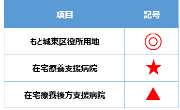 項目 記号
もと城東区役所用地 ◎
在宅療養支援病院 ★
在宅療養後方支援病院 ▲